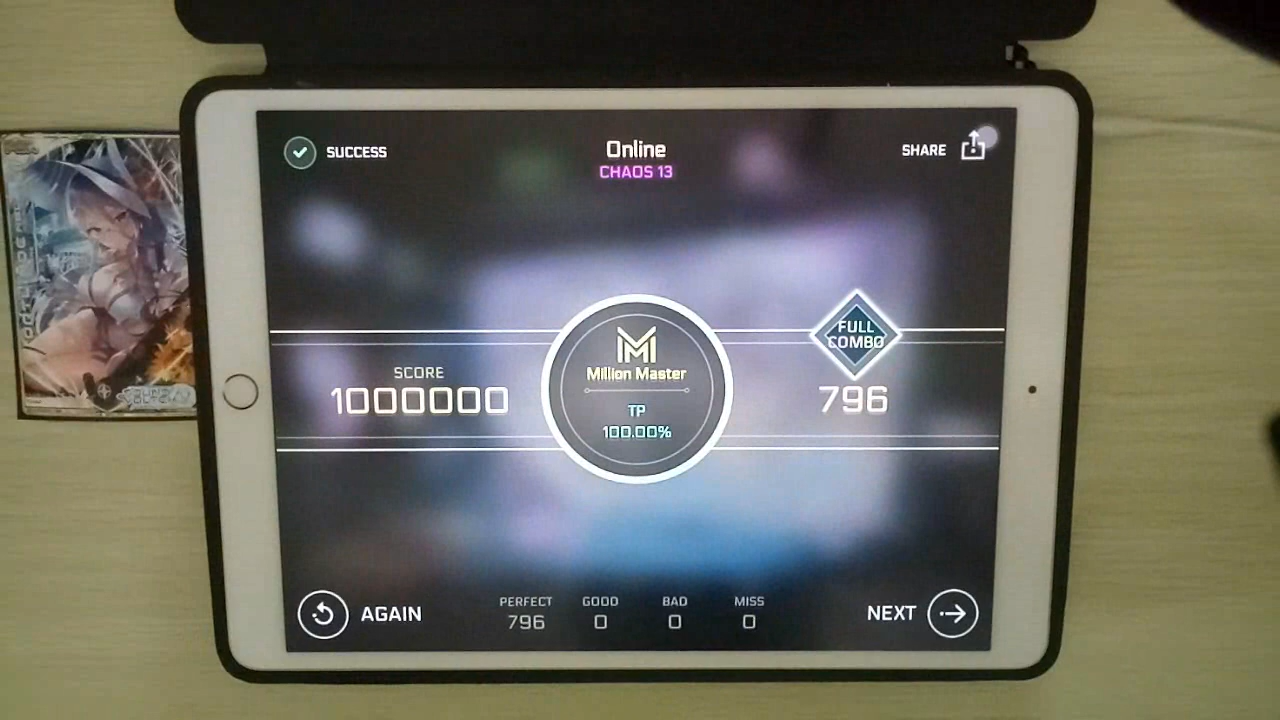 SUCCESS
Online
CHAOS 13
SHARE
FULL
COMBO
Million Master
SCORE
1000000
TP
100.00%
796
AGAIN
PERFECT
796
GOOD
0
BAD
0
MISS
0
NEXT